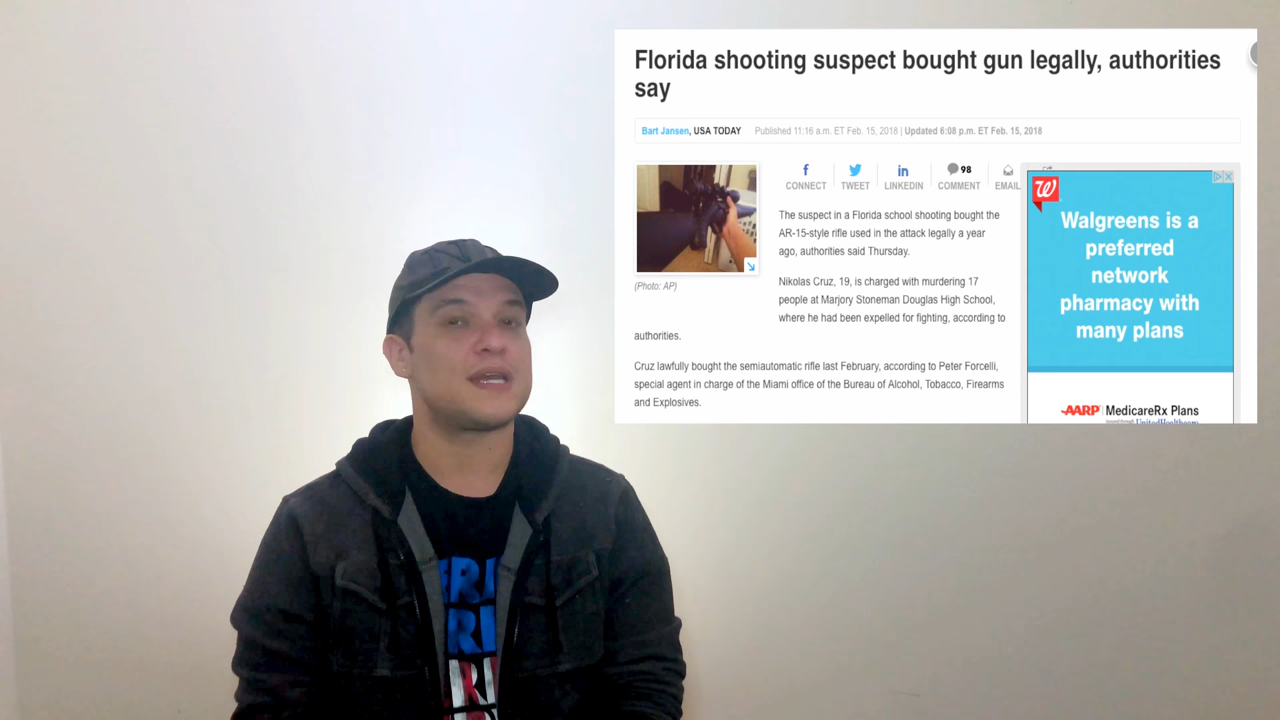 Florida shooting suspect bought gun legally, authorities
say
Bart Jansen, USA TODAY Published 11:16 a.m. ET Feb. 15, 2018 | Updated 6:08 p.m. ET Feb. 15, 2018
98
CONNECT TWEET LINKEDIN COMMENT EMAIL
The suspect in a Florida school shooting bought the
AR-15-style rifle used in the attack legally a year
ago, authorities said Thursday.
(Photo: AP)
Nikolas Cruz, 19, is charged with murdering 17
people at Marjory Stoneman Douglas High School,
where he had been expelled for fighting, according to
authorities.
Cruz lawfully bought the semiautomatic rifle last February, according to Peter Forcelli,
special agent in charge of the Miami office of the Bureau of Alcohol, Tobacco, Firearms
and Explosives.
W
Walgreens is a
preferred
network
pharmacy with
many plans
AARP MedicareRx Plans